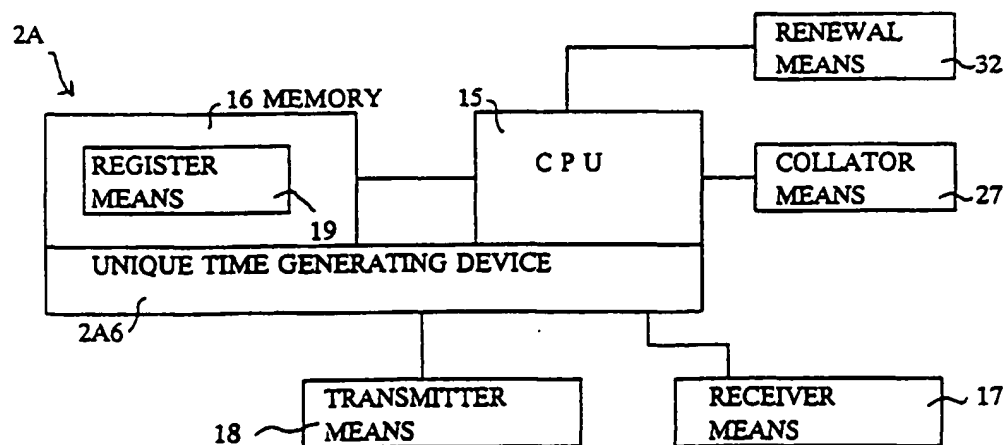 2A
RENEWAL
MEANS
32
16 MEMORY
15
REGISTER
MEANS
C P U
COLLATOR
MEANS
27
19
UNIQUE TIME GENERATING DEVICE
2A6
TRANSMITTER
MEANS
18
RECEIVER
MEANS
17